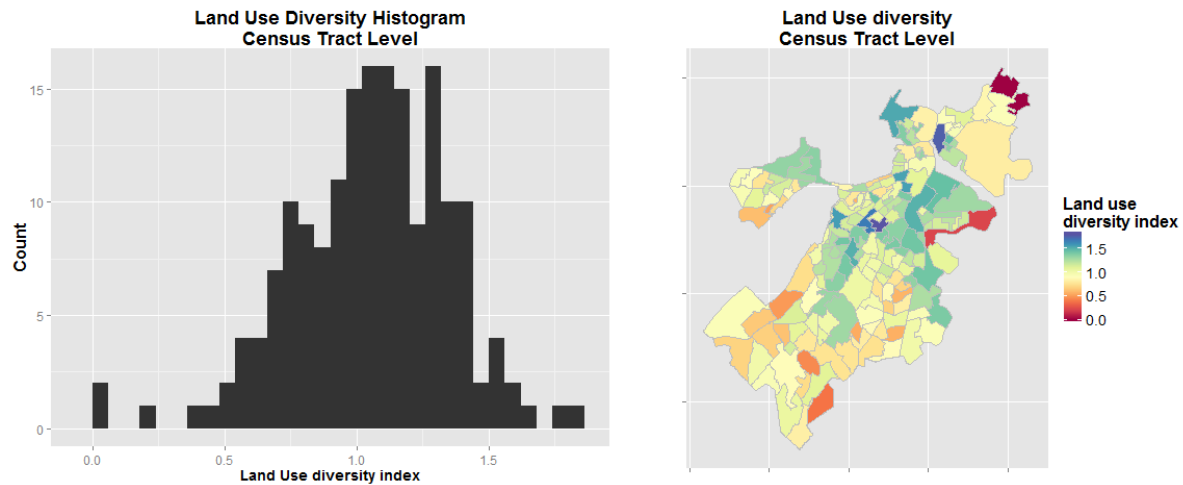 Land Use Diversity Histogram
Census Tract Level
Count
15
10
5
0
0.0 0.5 1.0 1.5
Land Use diversity index
Land Use diversity
Census Tract Level
Land use
diversity index
1.5
1.0
0.5
0.0